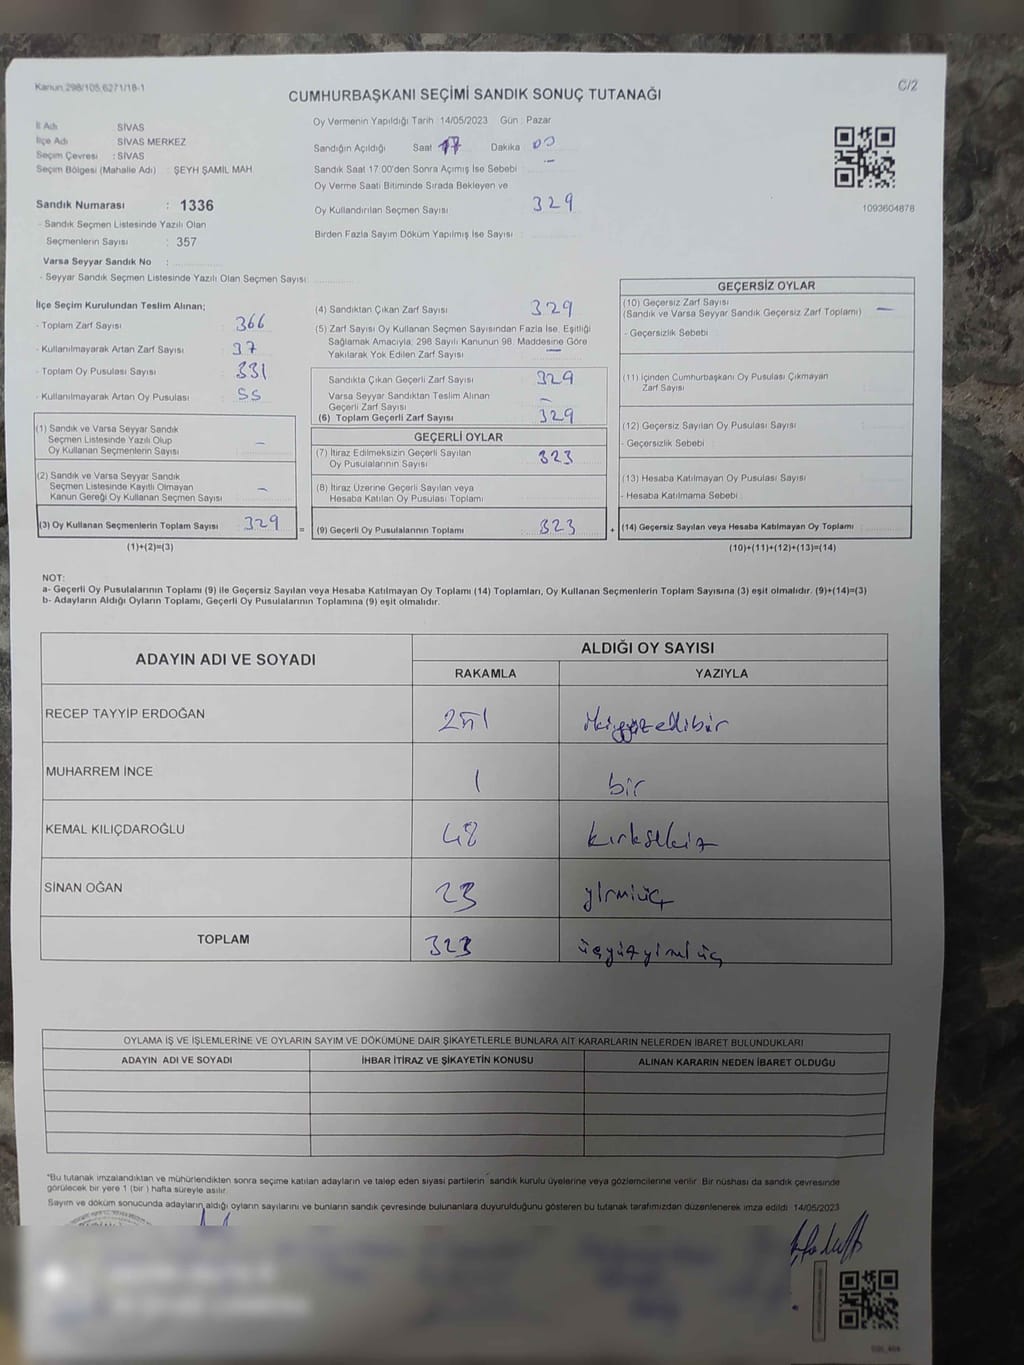 Kanun 298/105,6271/18-1
C/2
CUMHURBAŞKANI SEÇİMİ SANDIK SONUÇ TUTANAĞI
İl Adı SİVAS
İlçe Adı SİVAS MERKEZ
Seçim Çevresi : SİVAS
Seçim Bölgesi (Mahalle Adı) : ŞEYH ŞAMİL MAH.
Sandık Numarası : 1336
- Sandık Seçmen Listesinde Yazılı Olan
Seçmenlerin Sayısı : 357
Varsa Seyyar Sandık No :
- Seyyar Sandık Seçmen Listesinde Yazılı Olan Seçmen Sayısı
Oy Vermenin Yapıldığı Tarih : 14/05/2023 Gün : Pazar
Sandığın Açıldığı Saat 17 Dakika 00
Sandık Saat 17:00'den Sonra Açımış İse Sebebi
Oy Verme Saati Bitiminde Sırada Bekleyen ve
Oy Kullandırılan Seçmen Sayısı 329
Birden Fazla Sayım Döküm Yapılmış İse Sayısı :
1093604878
İlçe Seçim Kurulundan Teslim Alınan;
- Toplam Zarf Sayısı : 366
- Kullanılmayarak Artan Zarf Sayısı : 37
- Toplam Oy Pusulası Sayısı : 331
- Kullanılmayarak Artan Oy Pusulası : 55
(1) Sandık ve Varsa Seyyar Sandık
Seçmen Listesinde Yazılı Olup
Oy Kullanan Seçmenlerin Sayısı –
(2) Sandık ve Varsa Seyyar Sandık
Seçmen Listesinde Kayıtlı Olmayan
Kanun Gereği Oy Kullanan Seçmen Sayısı –
(3) Oy Kullanan Seçmenlerin Toplam Sayısı 329 =
(1)+(2)=(3)
(4) Sandıktan Çıkan Zarf Sayısı 329
(5) Zarf Sayısı Oy Kullanan Seçmen Sayısından Fazla İse, Eşitliği
Sağlamak Amacıyla, 298 Sayılı Kanunun 98. Maddesine Göre
Yakılarak Yok Edilen Zarf Sayısı –
Sandıkta Çıkan Geçerli Zarf Sayısı 329
Varsa Seyyar Sandıktan Teslim Alınan
Geçerli Zarf Sayısı –
(6) Toplam Geçerli Zarf Sayısı 329
GEÇERLİ OYLAR
(7) İtiraz Edilmeksizin Geçerli Sayılan
Oy Pusulalarının Sayısı 323
(8) İtiraz Üzerine Geçerli Sayılan veya
Hesaba Katılan Oy Pusulası Toplamı
(9) Geçerli Oy Pusulalarının Toplamı 323 +
GEÇERSİZ OYLAR
(10) Geçersiz Zarf Sayısı
(Sandık ve Varsa Seyyar Sandık Geçersiz Zarf Toplamı) –
- Geçersizlik Sebebi :
(11) İçinden Cumhurbaşkanı Oy Pusulası Çıkmayan
Zarf Sayısı
(12) Geçersiz Sayılan Oy Pusulası Sayısı
- Geçersizlik Sebebi :
(13) Hesaba Katılmayan Oy Pusulası Sayısı
- Hesaba Katılmama Sebebi :
(14) Geçersiz Sayılan veya Hesaba Katılmayan Oy Toplamı
(10)+(11)+(12)+(13)=(14)
NOT:
a- Geçerli Oy Pusulalarının Toplamı (9) ile Geçersiz Sayılan veya Hesaba Katılmayan Oy Toplamı (14) Toplamları, Oy Kullanan Seçmenlerin Toplam Sayısına (3) eşit olmalıdır. (9)+(14)=(3)
b- Adayların Aldığı Oyların Toplamı, Geçerli Oy Pusulalarının Toplamına (9) eşit olmalıdır.
ADAYIN ADI VE SOYADI
ALDIĞI OY SAYISI
RAKAMLA YAZIYLA
RECEP TAYYİP ERDOĞAN 251 ikiyyüzellibir
MUHARREM İNCE 1 bir
KEMAL KILIÇDAROĞLU 48 kırksekiz
SİNAN OĞAN 23 yirmiüç
TOPLAM 323 üçyüzyirmiüç
OYLAMA İŞ VE İŞLEMLERİNE VE OYLARIN SAYIM VE DÖKÜMÜNE DAİR ŞİKAYETLERLE BUNLARA AİT KARARLARIN NELERDEN İBARET BULUNDUKLARI
ADAYIN ADI VE SOYADI İHBAR İTİRAZ VE ŞİKAYETİN KONUSU ALINAN KARARIN NEDEN İBARET OLDUĞU
*Bu tutanak imzalandıktan ve mühürlendikten sonra seçime katılan adayların ve talep eden siyasi partilerin sandık kurulu üyelerine veya gözlemcilerine verilir. Bir nüshası da sandık çevresinde
görülecek bir yere 1 (bir ) hafta süreyle asılır.
Sayım ve döküm sonucunda adayların aldığı oyların sayılarını ve bunların sandık çevresinde bulunanlara duyurulduğunu gösteren bu tutanak tarafımızdan düzenlenerek imza edildi. 14/05/2023